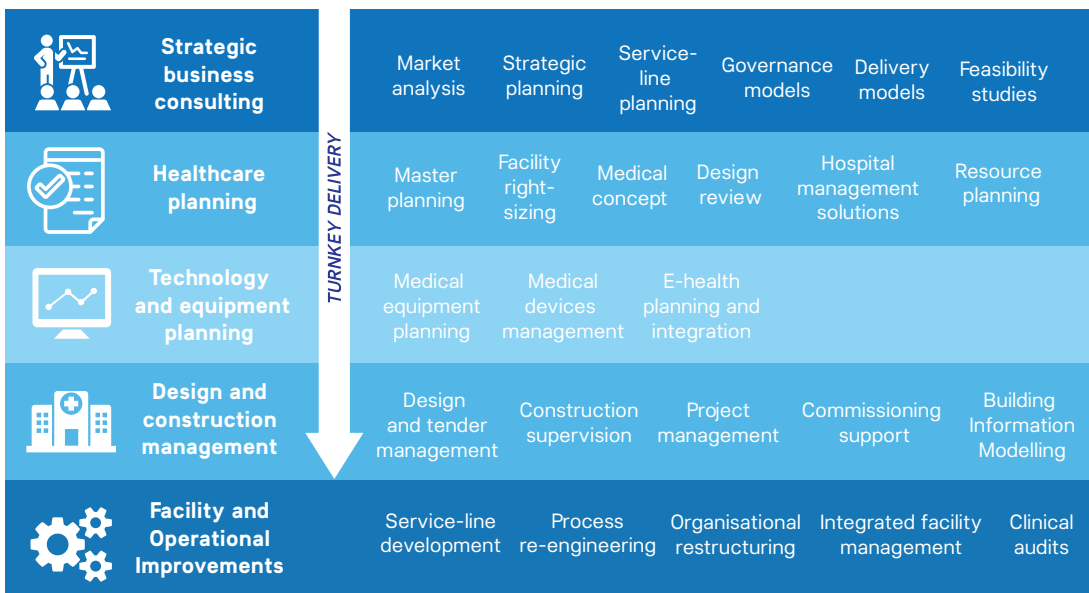 Strategic
business
consulting
Market
analysis
Strategic
planning
Service-
line
planning
Governance
models
Delivery
models
Feasibility
studies
TURNKEY DELIVERY
Healthcare
planning
Master
planning
Facility
right-
sizing
Medical
concept
Design
review
Hospital
management
solutions
Resource
planning
Technology
and equipment
planning
Medical
equipment
planning
Medical
devices
management
E-health
planning and
integration
Design and
construction
management
Design
and tender
management
Construction
supervision
Project
management
Commissioning
support
Building
Information
Modelling
Facility and
Operational
Improvements
Service-line
development
Process
re-engineering
Organisational
restructuring
Integrated facility
management
Clinical
audits